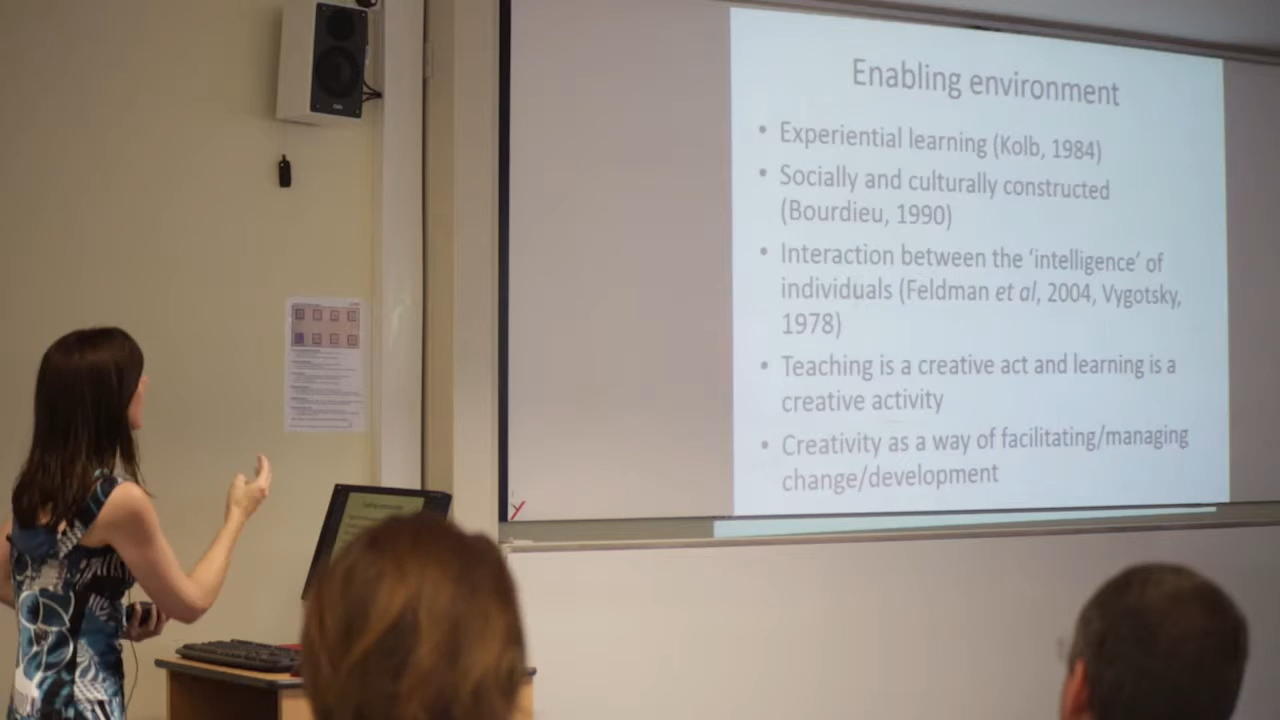 Enabling environment
• Experiential learning (Kolb, 1984)
• Socially and culturally constructed
(Bourdieu, 1990)
• Interaction between the ‘intelligence’ of
individuals (Feldman et al, 2004, Vygotsky,
1978)
• Teaching is a creative act and learning is a
creative activity
• Creativity as a way of facilitating/managing
change/development